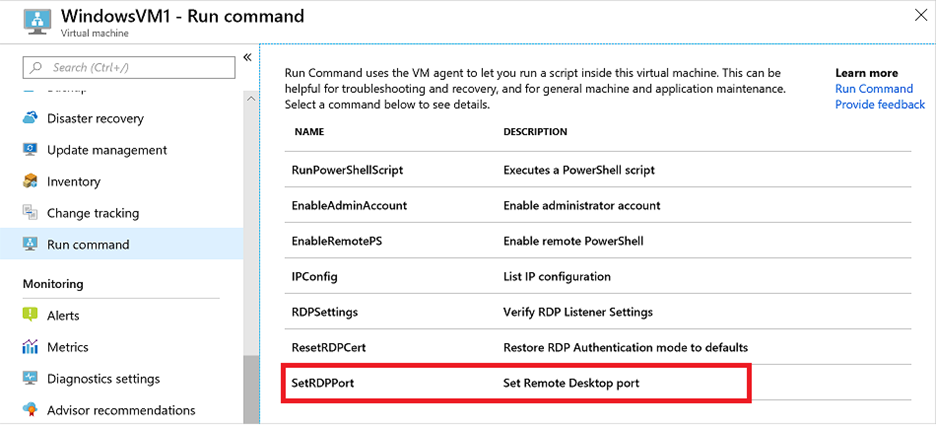 WindowsVM1 - Run command
Virtual machine
Search (Ctrl+/)
Disaster recovery
Update management
Inventory
Change tracking
Run command
Monitoring
Alerts
Metrics
Diagnostics settings
Advisor recommendations
Run Command uses the VM agent to let you run a script inside this virtual machine. This can be
helpful for troubleshooting and recovery, and for general machine and application maintenance.
Select a command below to see details.
Learn more
Run Command
Provide feedback
NAME DESCRIPTION
RunPowerShellScript Executes a PowerShell script
EnableAdminAccount Enable administrator account
EnableRemotePS Enable remote PowerShell
IPConfig List IP configuration
RDPSettings Verify RDP Listener Settings
ResetRDPCert Restore RDP Authentication mode to defaults
SetRDPPort Set Remote Desktop port